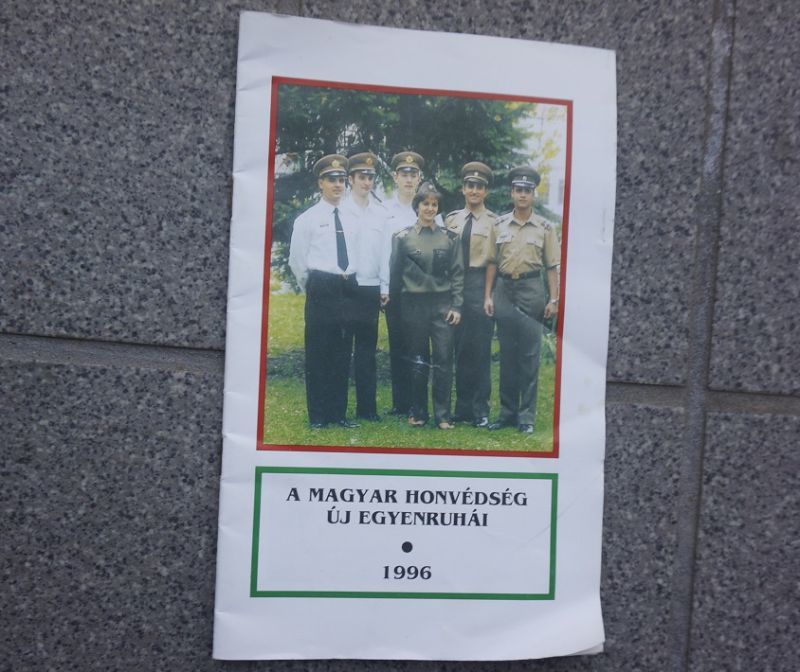 A MAGYAR HONVÉDSÉG
ÚJ EGYENRUHÁI
●
1996